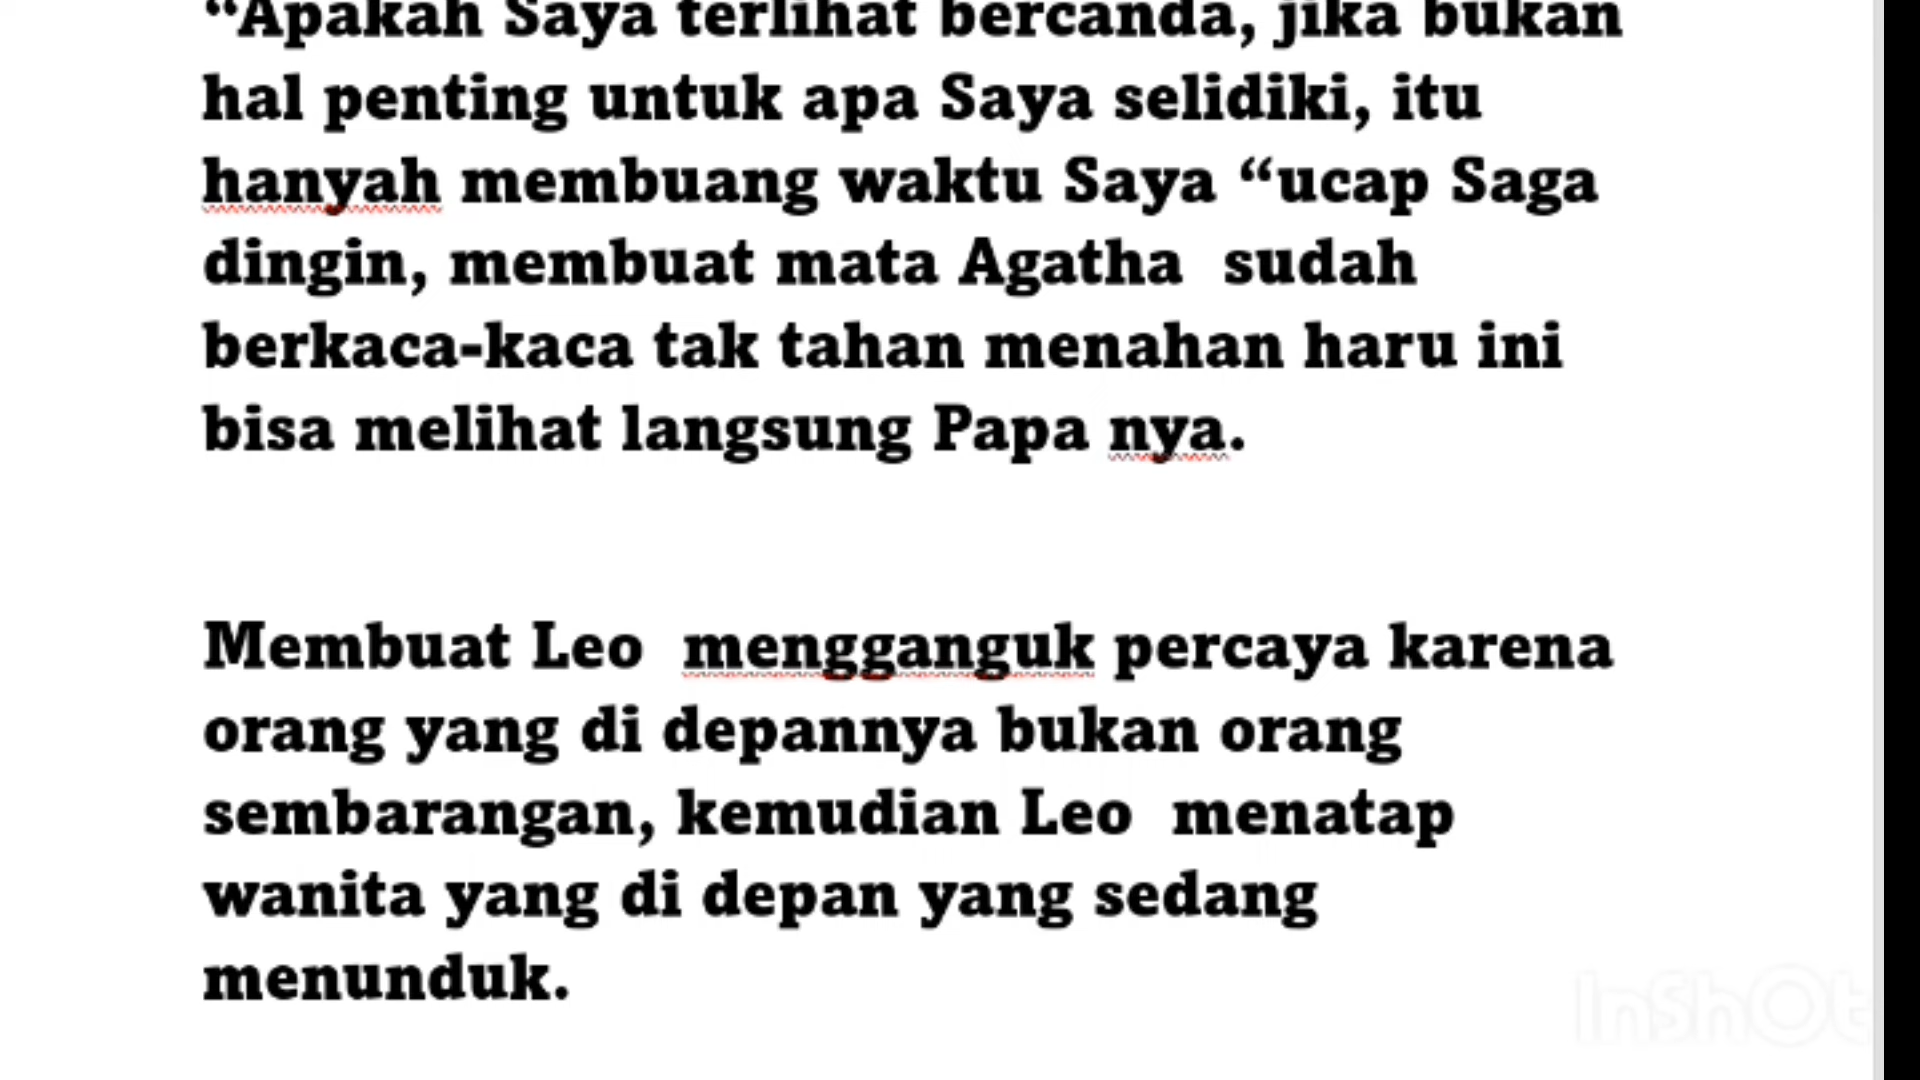 “Apakah Saya terlihat bercanda, jika bukan
hal penting untuk apa Saya selidiki, itu
hanyah membuang waktu Saya “ucap Saga
dingin, membuat mata Agatha  sudah
berkaca-kaca tak tahan menahan haru ini
bisa melihat langsung Papa nya.
Membuat Leo  mengganguk percaya karena
orang yang di depannya bukan orang
sembarangan, kemudian Leo  menatap
wanita yang di depan yang sedang
menunduk.
InShOt